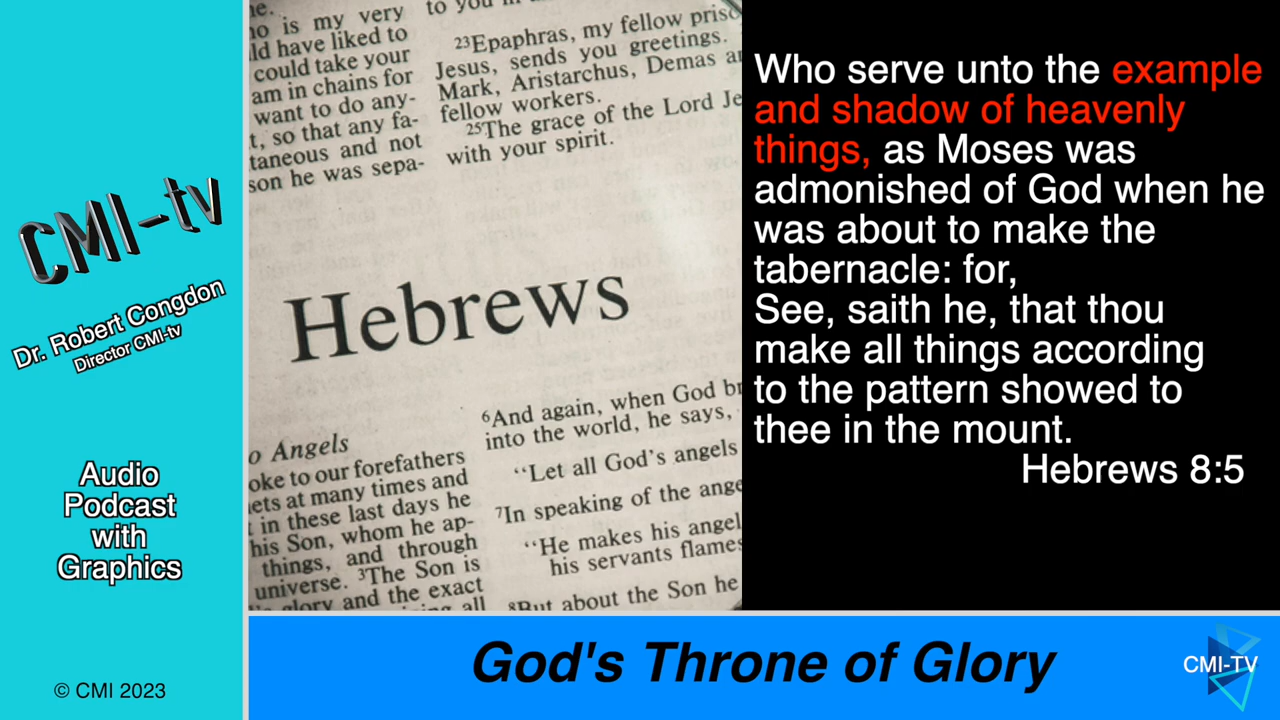 CMI-tv
Dr. Robert Congdon
Director CMI-tv
Audio
Podcast
with
Graphics
© CMI 2023
is my very
have liked to
could take your
am in chains for
want to do any-
so that any fa-
taneous and not
son he was sepa-
to you in
23Epaphras, my fellow
Jesus, sends you greetings.
Mark, Aristarchus, Demas
fellow workers.
25The grace of the Lord
with your spirit.
Hebrews
Angels
oke to our forefathers
ets at many times and
in these last days he
his Son, whom he ap-
things, and through
universe. 3The Son is
glory and the exact
all
6And again, when God
into the world, he says,
"Let all God's angels
7In speaking of the
"He makes his
his servants flames
8But about the Son he
Who serve unto the example
and shadow of heavenly
things, as Moses was
admonished of God when he
was about to make the
tabernacle: for,
See, saith he, that thou
make all things according
to the pattern showed to
thee in the mount.
Hebrews 8:5
God's Throne of Glory
CMI-TV